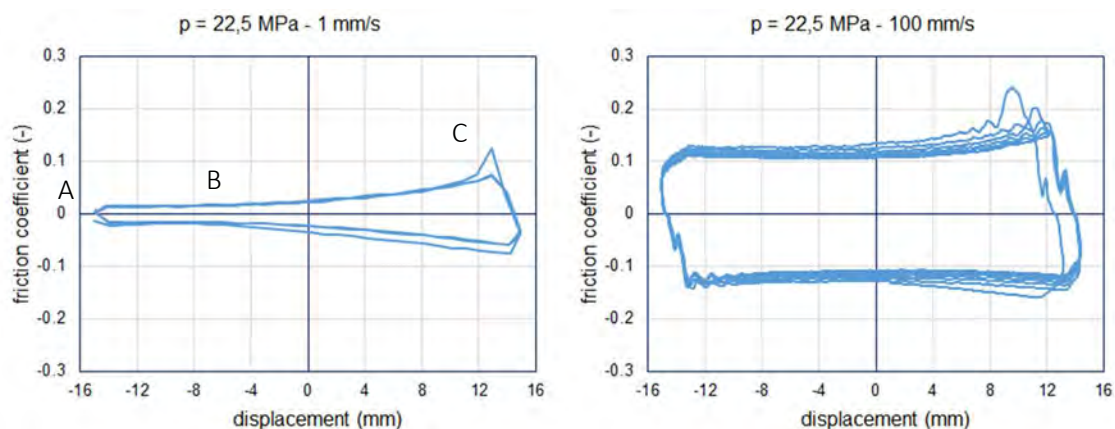 p = 22,5 MPa - 1 mm/s
0.3
0.2
0.1
0
-0.1
-0.2
-0.3
friction coefficient (-)
A
B
C
-16 -12 -8 -4 0 4 8 12 16
displacement (mm)
p = 22,5 MPa - 100 mm/s
0.3
0.2
0.1
0
-0.1
-0.2
-0.3
friction coefficient (-)
-16 -12 -8 -4 0 4 8 12 16
displacement (mm)